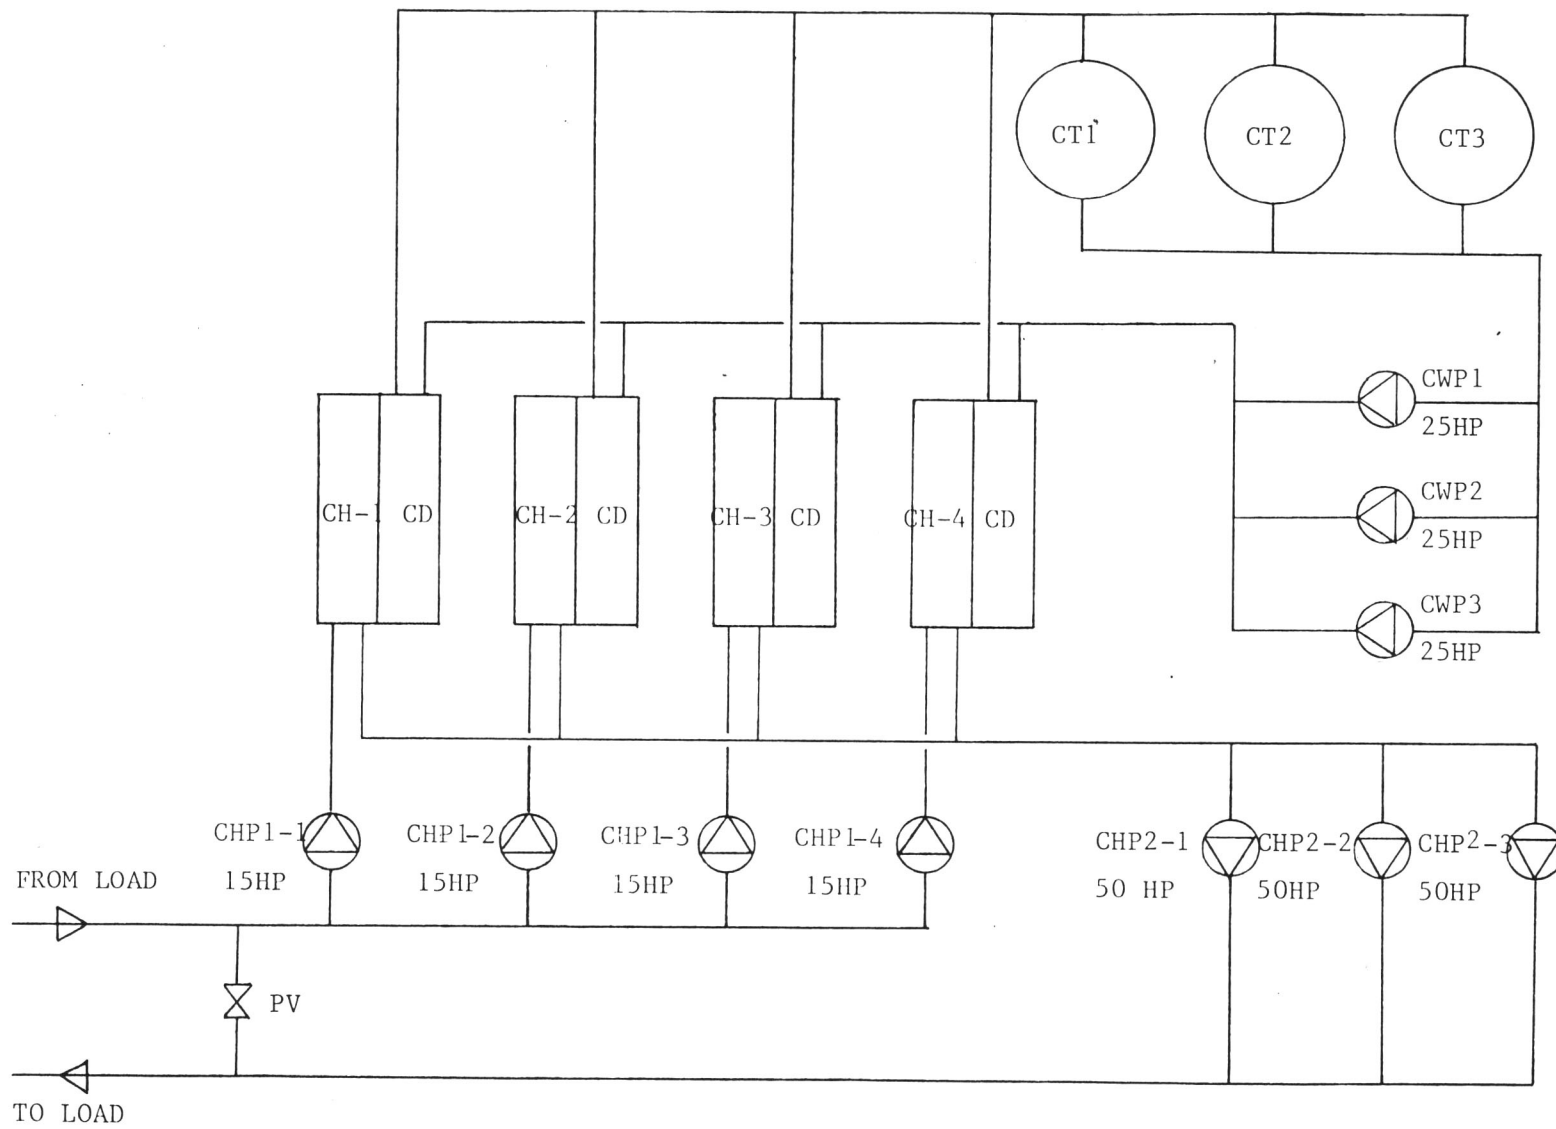 CT1
CT2
CT3
CWP1
25HP
CH-1 CD
CH-2 CD
CH-3 CD
CH-4 CD
CWP2
25HP
CWP3
25HP
CHP1-1
15HP
CHP1-2
15HP
CHP1-3
15HP
CHP1-4
15HP
CHP2-1
50 HP
CHP2-2
50HP
CHP2-3
50HP
FROM LOAD
PV
TO LOAD